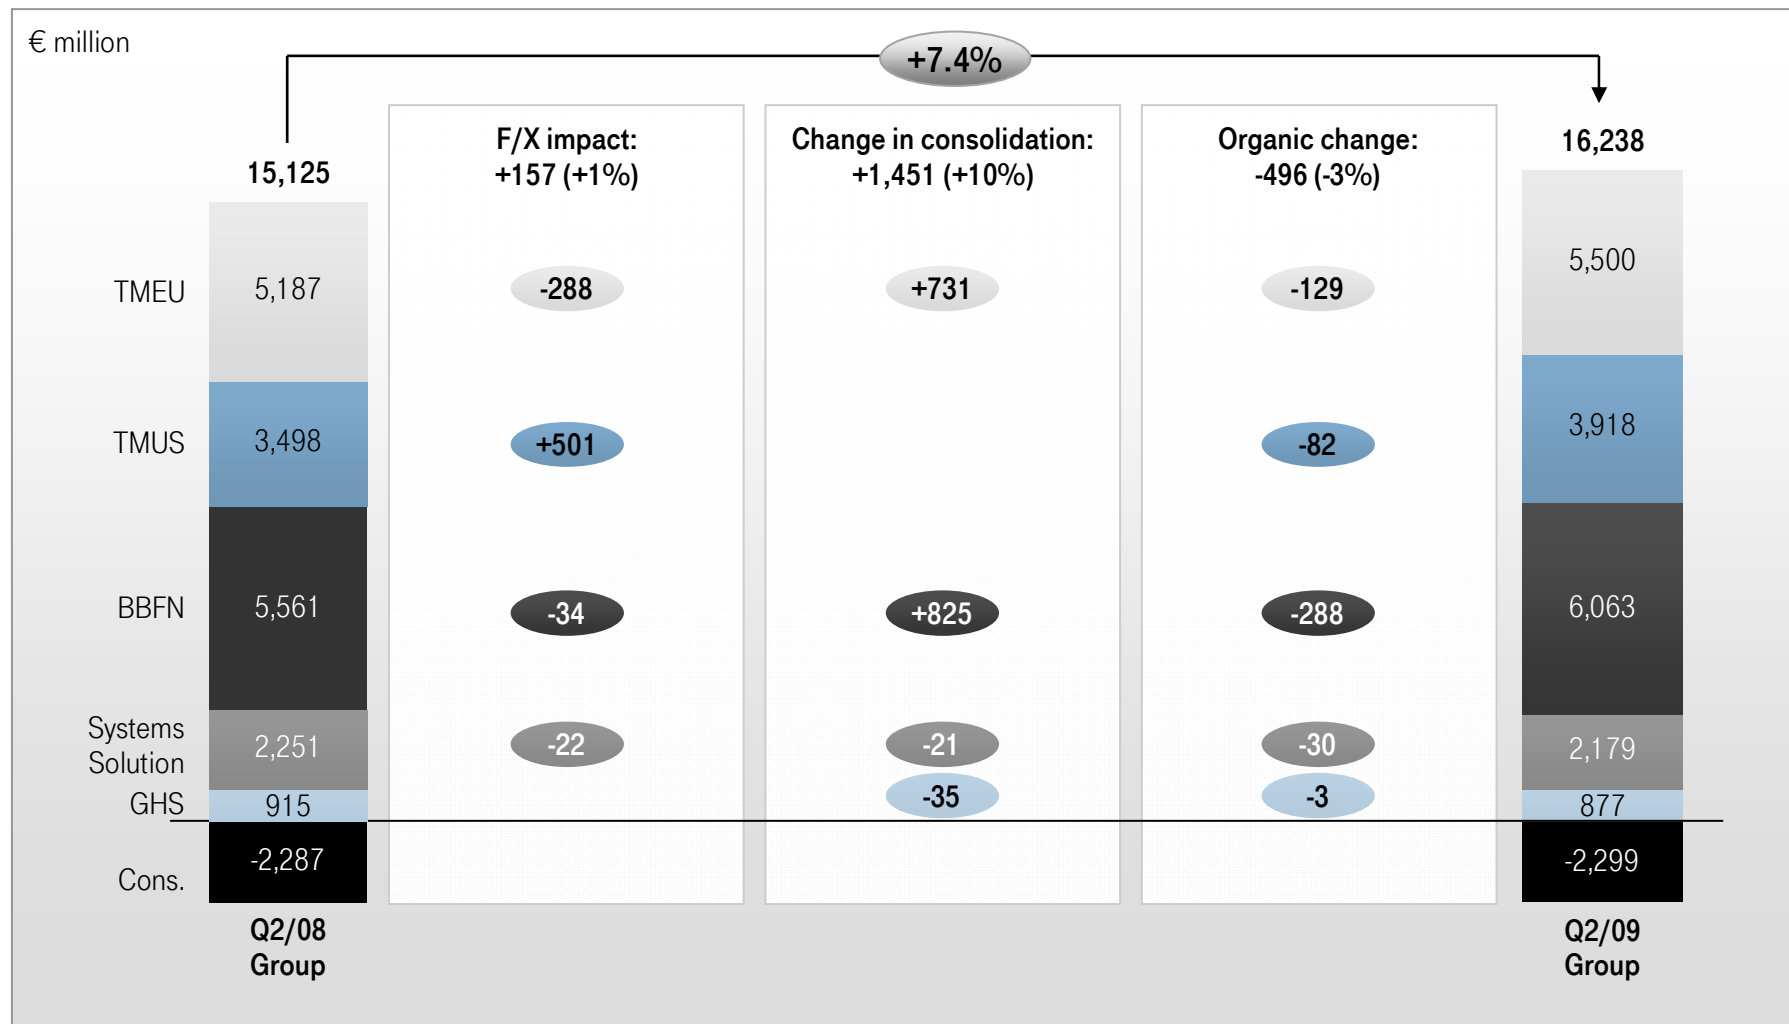 € million
+7.4%
15,125
F/X impact:
+157 (+1%)
Change in consolidation:
+1,451 (+10%)
Organic change:
-496 (-3%)
16,238
TMEU
5,187
-288
+731
-129
5,500
TMUS
3,498
+501
-82
3,918
BBFN
5,561
-34
+825
-288
6,063
Systems
Solution
2,251
-22
-21
-30
2,179
GHS
915
-35
-3
877
Cons.
-2,287
-2,299
Q2/08
Group
Q2/09
Group